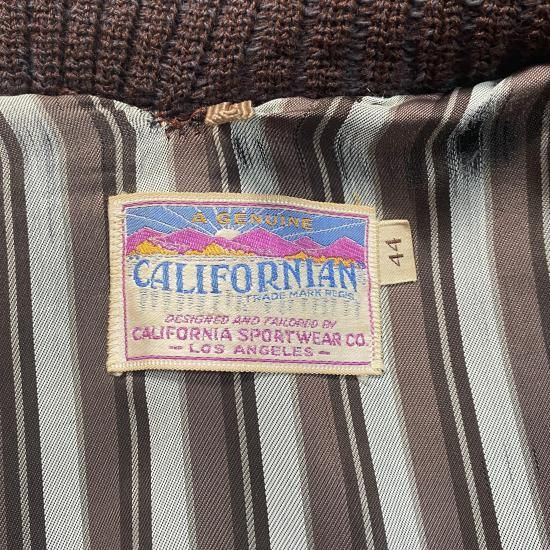 A GENUINE
CALIFORNIAN
TRADE MARK REG'S.
DESIGNED AND TAILORED BY
CALIFORNIA SPORTWEAR CO.
- LOS ANGELES -
44